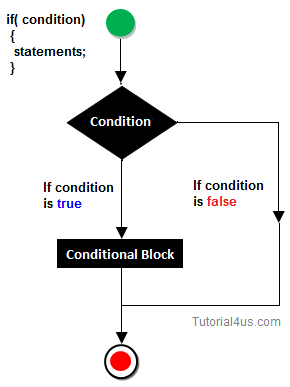 if( condition)
{
statements;
}
Condition
If condition
is true
If condition
is false
Conditional Block
Tutorial4us.com